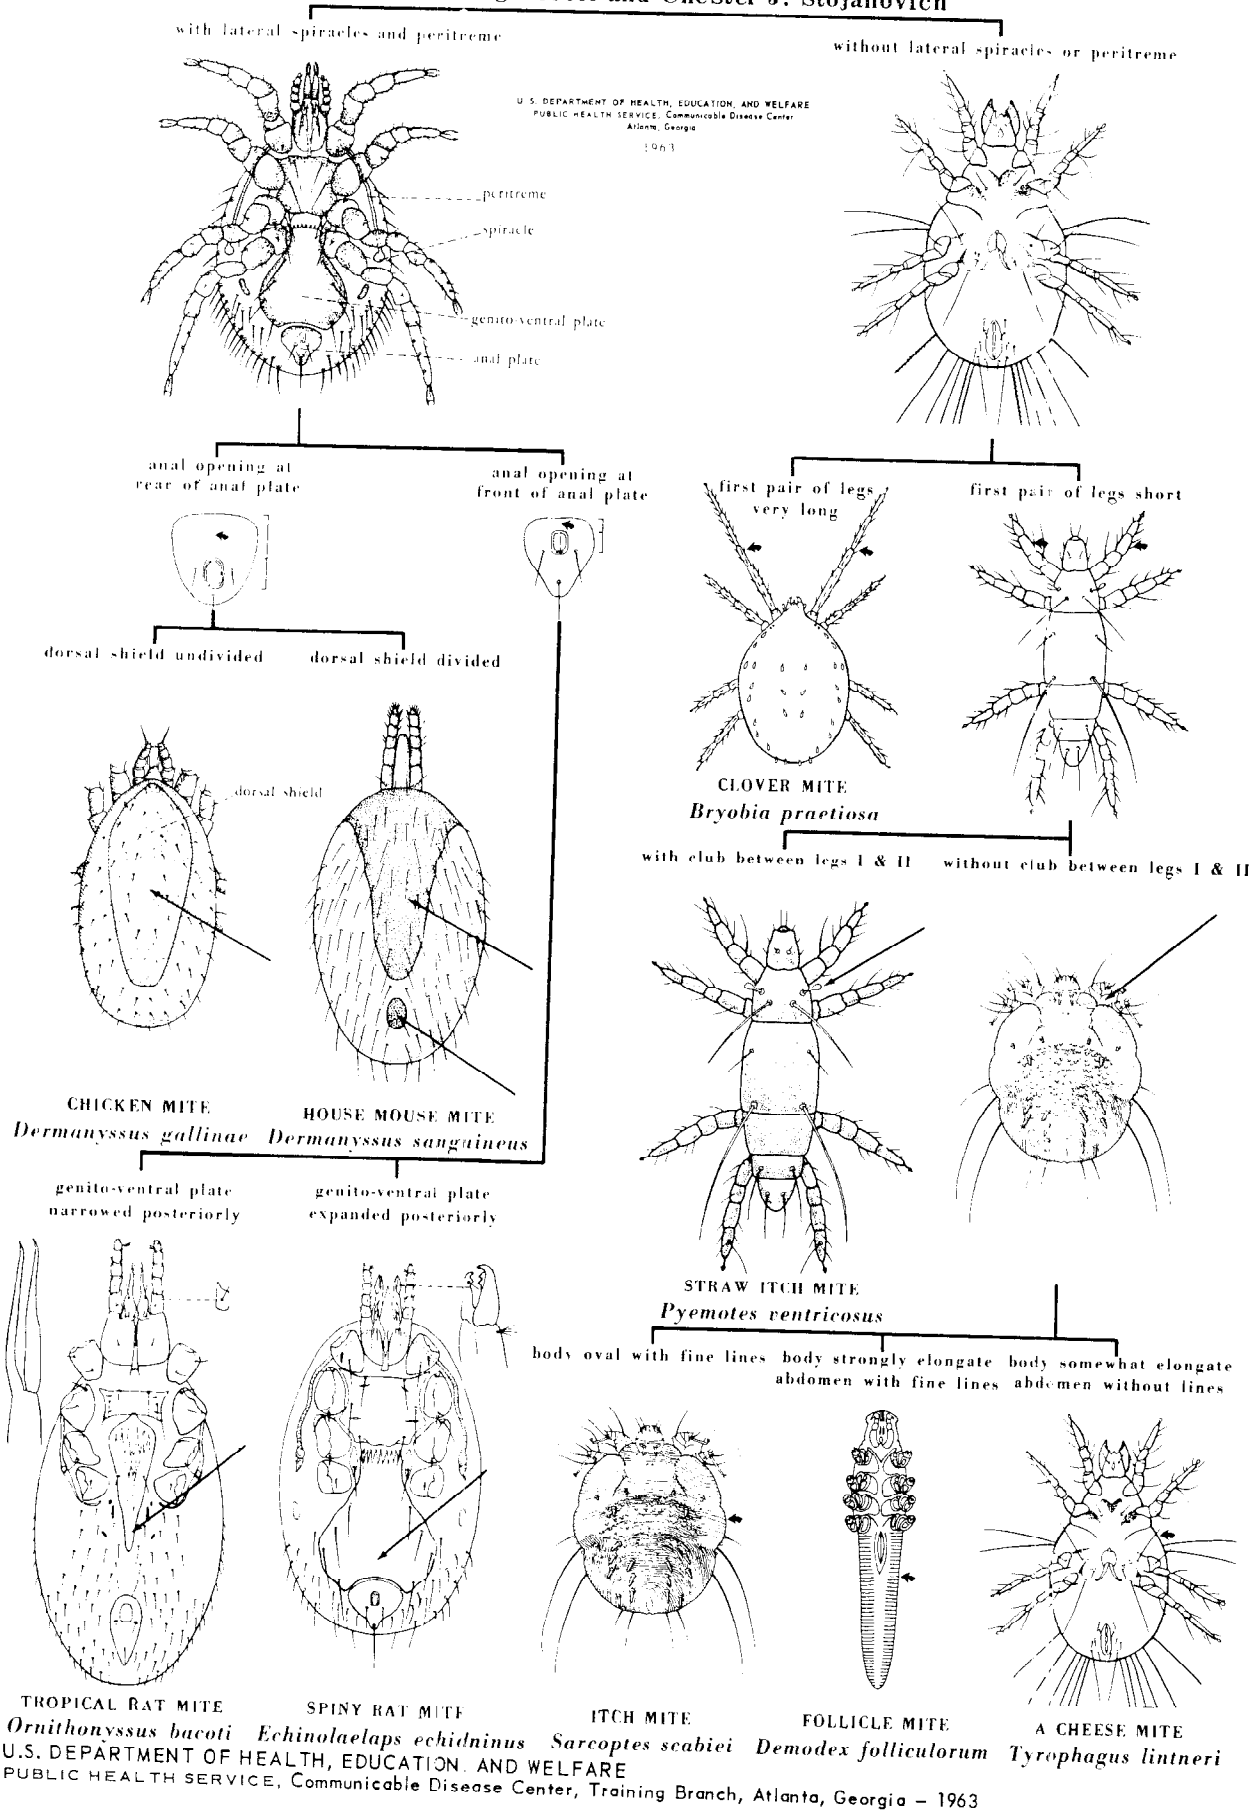 and Chester J. Stojanovich
with lateral spiracles and peritreme
without lateral spiracles or peritreme
U. S. DEPARTMENT OF HEALTH, EDUCATION, AND WELFARE
PUBLIC HEALTH SERVICE, Communicable Disease Center
Atlanta, Georgia
1963
peritreme
spiracle
genito-ventral plate
anal plate
anal opening at
rear of anal plate
anal opening at
front of anal plate
first pair of legs
very long
first pair of legs short
dorsal shield undivided
dorsal shield divided
dorsal shield
CLOVER MITE
Bryobia praetiosa
with club between legs I & II
without club between legs I & II
CHICKEN MITE
Dermanyssus gallinae
HOUSE MOUSE MITE
Dermanyssus sanguineus
genito-ventral plate
narrowed posteriorly
genito-ventral plate
expanded posteriorly
STRAW ITCH MITE
Pyemotes ventricosus
body oval with fine lines
body strongly elongate
abdomen with fine lines
body somewhat elongate
abdomen without lines
TROPICAL RAT MITE
Ornithonyssus bacoti
SPINY RAT MITE
Echinolaelaps echidninus
ITCH MITE
Sarcoptes scabiei
FOLLICLE MITE
Demodex folliculorum
A CHEESE MITE
Tyrophagus lintneri
U.S. DEPARTMENT OF HEALTH, EDUCATION, AND WELFARE
PUBLIC HEALTH SERVICE, Communicable Disease Center, Training Branch, Atlanta, Georgia – 1963